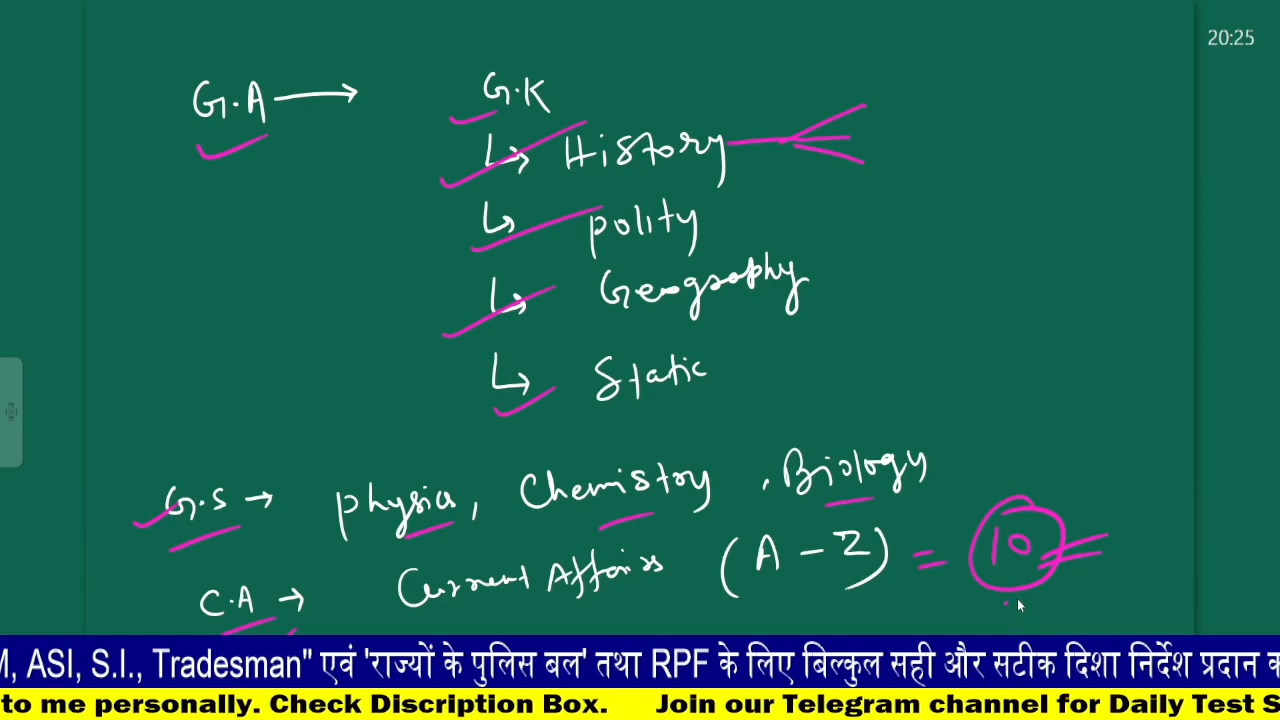 20:25
G.A → G.K
↳ History
↳ polity
↳ Geography
↳ Static
G.S → physics, Chemistry, Biology
C.A → Current Affairs (A - Z) = 10
M, ASI, S.I., Tradesman" एवं 'राज्यों के पुलिस बल' तथा RPF के लिए बिल्कुल सही और सटीक दिशा निर्देश प्रदान क
to me personally. Check Discription Box. Join our Telegram channel for Daily Test S